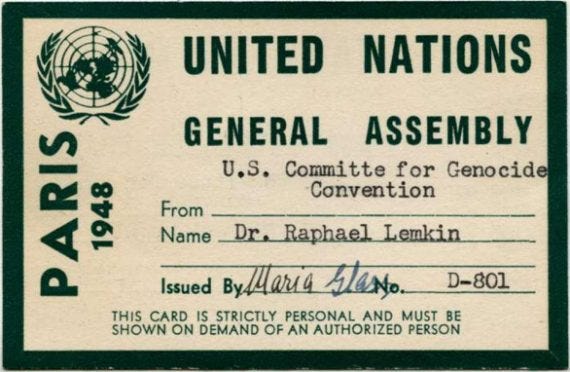 PARIS
1948
UNITED NATIONS
GENERAL ASSEMBLY
U.S. Committe for Genocide
Convention
From
Name Dr. Raphael Lemkin
Issued By Maria Glass No. D-801
THIS CARD IS STRICTLY PERSONAL AND MUST BE
SHOWN ON DEMAND OF AN AUTHORIZED PERSON